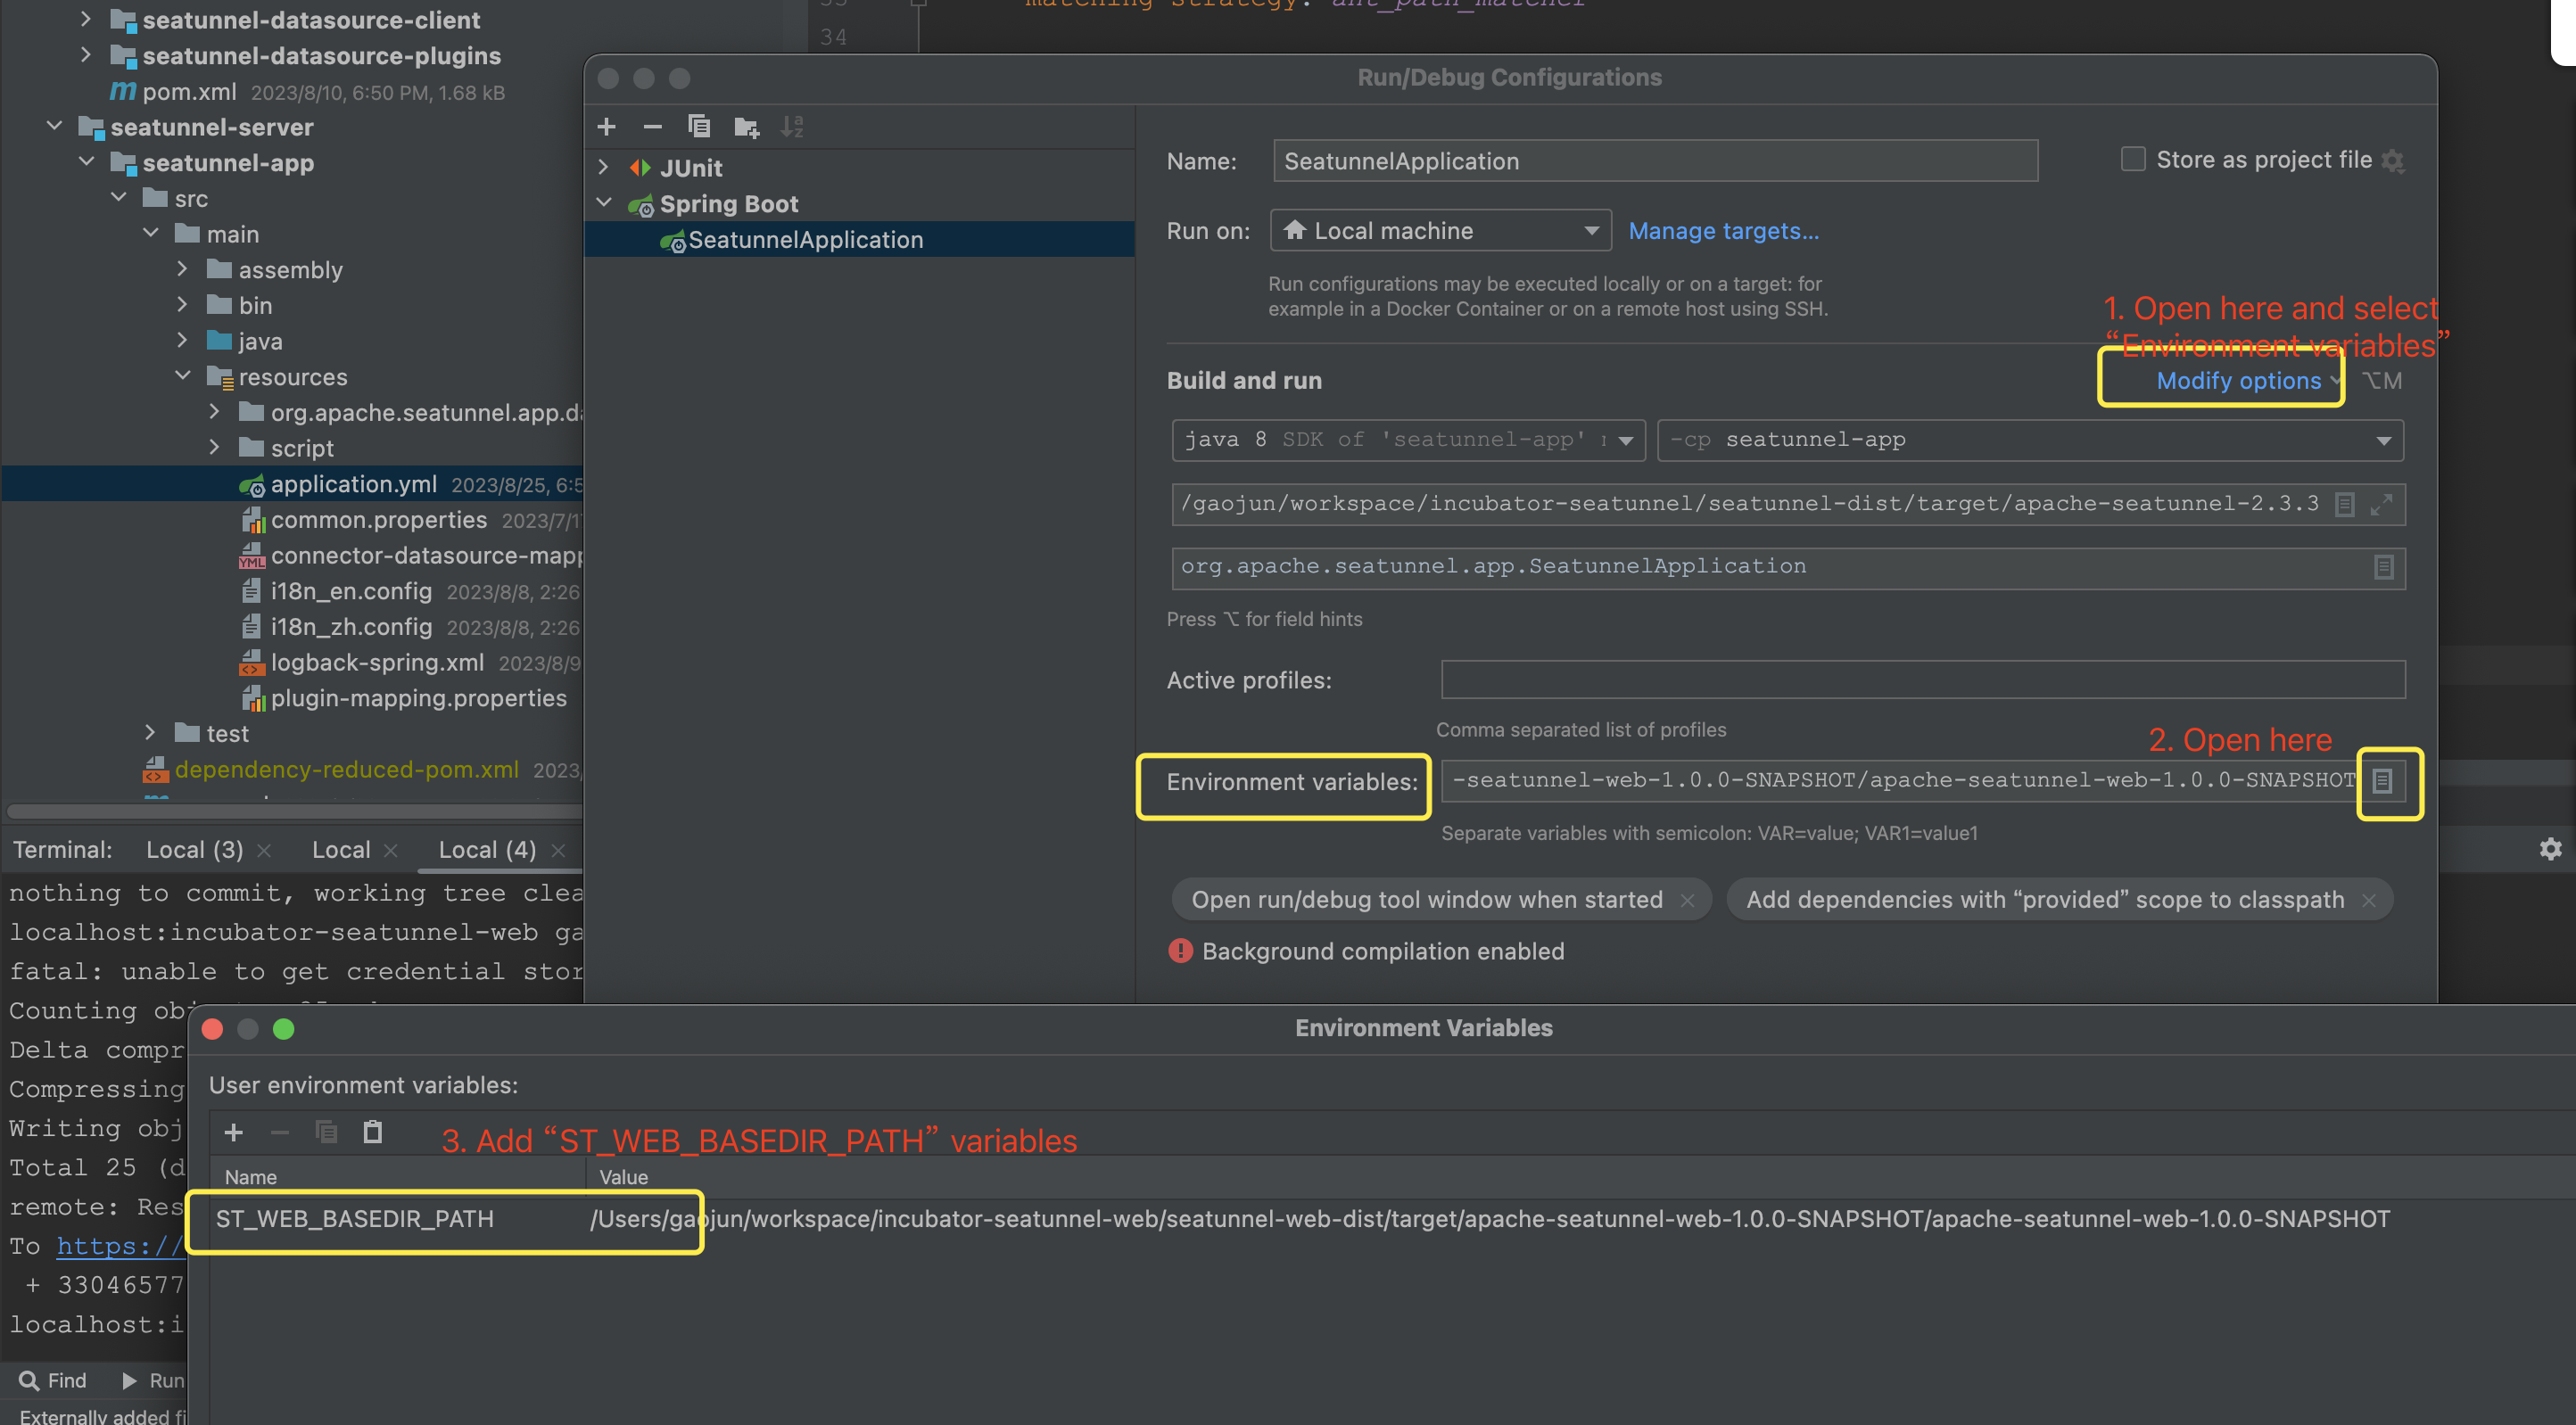 seatunnel-datasource-client
seatunnel-datasource-plugins
pom.xml 2023/8/10, 6:50 PM, 1.68 kB
seatunnel-server
seatunnel-app
src
main
assembly
bin
java
resources
org.apache.seatunnel.app.d
script
application.yml 2023/8/25, 6:5
common.properties 2023/7/1
connector-datasource-mapp
i18n_en.config 2023/8/8, 2:26
i18n_zh.config 2023/8/8, 2:26
logback-spring.xml 2023/8/9
plugin-mapping.properties
test
dependency-reduced-pom.xml 2023/
34
Run/Debug Configurations
JUnit
Spring Boot
SeatunnelApplication
Name: SeatunnelApplication
Store as project file
Run on: Local machine Manage targets...
Run configurations may be executed locally or on a target: for
example in a Docker Container or on a remote host using SSH.
1. Open here and select
“Environment variables”
Build and run
Modify options ⌥M
java 8 SDK of 'seatunnel-app'
-cp seatunnel-app
/gaojun/workspace/incubator-seatunnel/seatunnel-dist/target/apache-seatunnel-2.3.3
org.apache.seatunnel.app.SeatunnelApplication
Press ⌥ for field hints
Active profiles:
Comma separated list of profiles
2. Open here
Environment variables: -seatunnel-web-1.0.0-SNAPSHOT/apache-seatunnel-web-1.0.0-SNAPSHOT
Separate variables with semicolon: VAR=value; VAR1=value1
Open run/debug tool window when started
Add dependencies with “provided” scope to classpath
Background compilation enabled
Terminal: Local (3) Local Local (4)
nothing to commit, working tree clea
localhost:incubator-seatunnel-web ga
fatal: unable to get credential stor
Counting ob
Delta compr
Compressing
Writing obj
Total 25 (d
remote: Res
To https://
+ 33046577
localhost:i
Find Run
Externally added fi
Environment Variables
User environment variables:
3. Add “ST_WEB_BASEDIR_PATH” variables
Name Value
ST_WEB_BASEDIR_PATH /Users/gaojun/workspace/incubator-seatunnel-web/seatunnel-web-dist/target/apache-seatunnel-web-1.0.0-SNAPSHOT/apache-seatunnel-web-1.0.0-SNAPSHOT